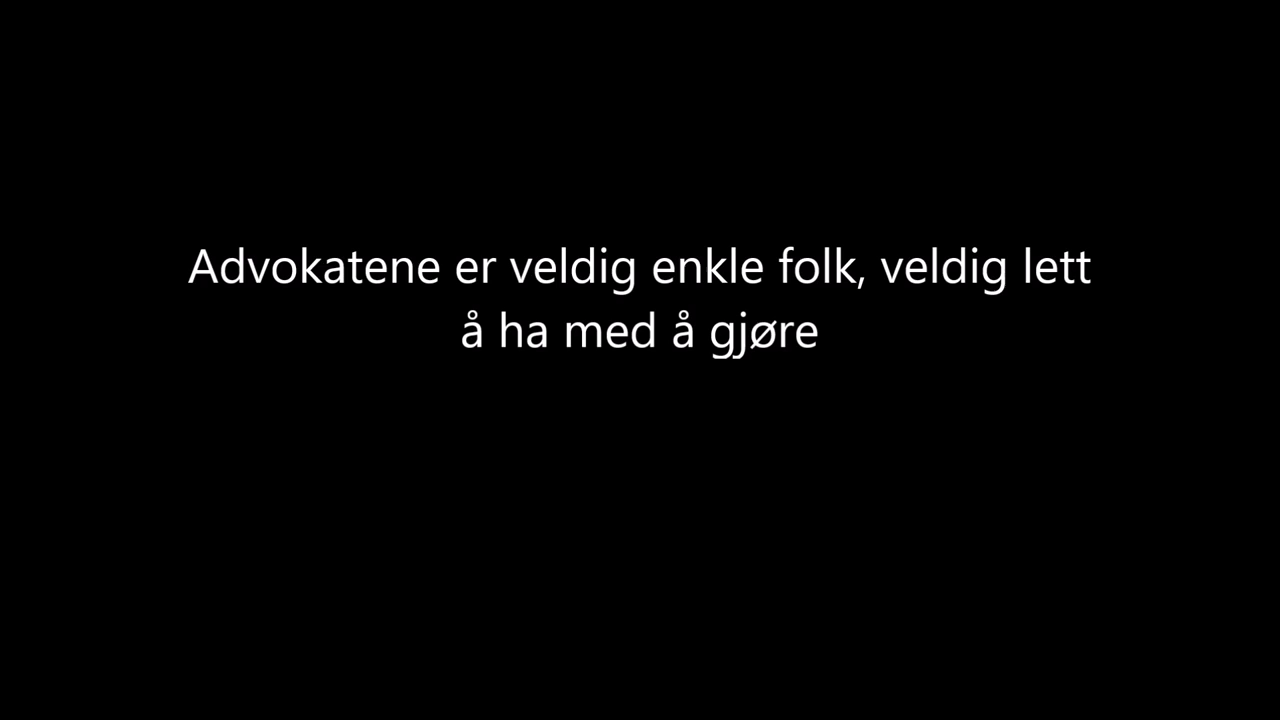 Advokatene er veldig enkle folk, veldig lett
å ha med å gjøre